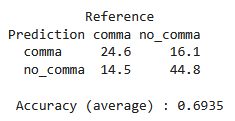 Reference
Prediction comma no_comma
comma 24.6 16.1
no_comma 14.5 44.8
Accuracy (average) : 0.6935